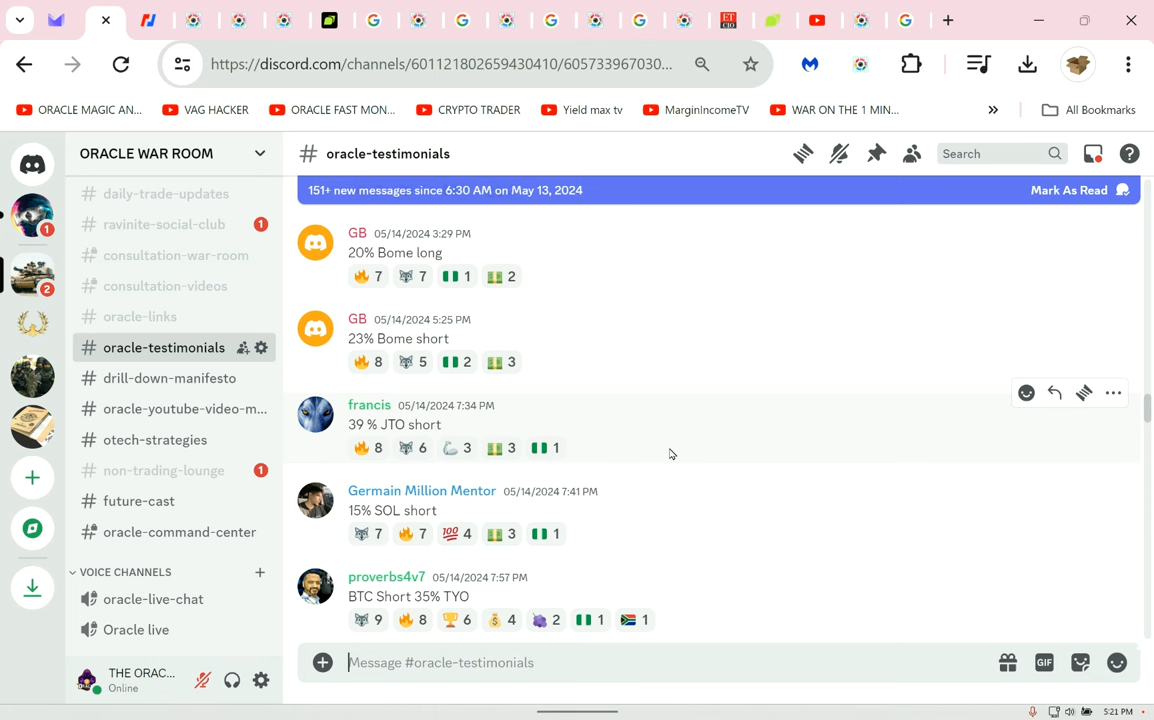 https://discord.com/channels/601121802659430410/605733967030...
ORACLE MAGIC AN...
VAG HACKER
ORACLE FAST MON...
CRYPTO TRADER
Yield max tv
MarginIncomeTV
WAR ON THE 1 MIN...
»
All Bookmarks
ORACLE WAR ROOM
# oracle-testimonials
Search
151+ new messages since 6:30 AM on May 13, 2024
Mark As Read
# daily-trade-updates
# ravinite-social-club 1
# consultation-war-room
# consultation-videos
# oracle-links
# oracle-testimonials
# drill-down-manifesto
# oracle-youtube-video-m...
# otech-strategies
# non-trading-lounge 1
# future-cast
# oracle-command-center
VOICE CHANNELS
oracle-live-chat
Oracle live
THE ORAC...
Online
1
2
GB 05/14/2024 3:29 PM
20% Bome long
7 7 1 2
GB 05/14/2024 5:25 PM
23% Bome short
8 5 2 3
francis 05/14/2024 7:34 PM
39 % JTO short
8 6 3 3 1
Germain Million Mentor 05/14/2024 7:41 PM
15% SOL short
7 7 100 4 3 1
proverbs4v7 05/14/2024 7:57 PM
BTC Short 35% TYO
9 8 6 4 2 1 1
Message #oracle-testimonials
GIF
5:21 PM
ET
CIO